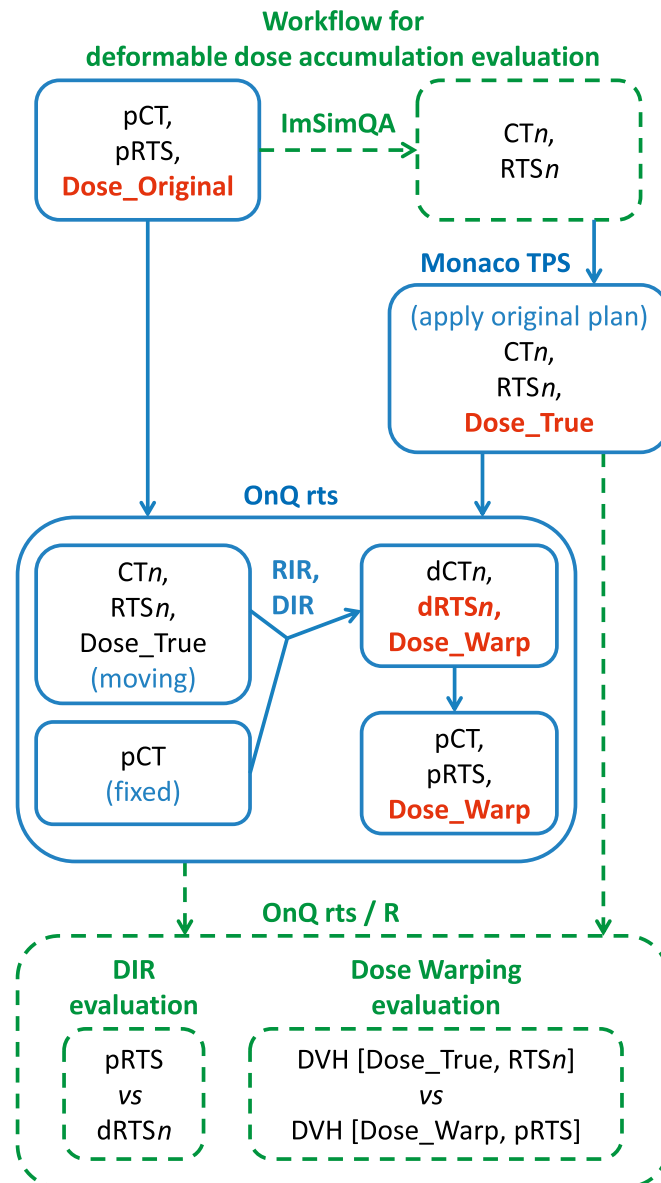 Workflow for
deformable dose accumulation evaluation
pCT,
pRTS,
Dose_Original
ImSimQA
CTn,
RTSn
Monaco TPS
(apply original plan)
CTn,
RTSn,
Dose_True
OnQ rts
CTn,
RTSn,
Dose_True
(moving)
pCT
(fixed)
RIR,
DIR
dCTn,
dRTSn,
Dose_Warp
pCT,
pRTS,
Dose_Warp
OnQ rts / R
DIR
evaluation
pRTS
vs
dRTSn
Dose Warping
evaluation
DVH [Dose_True, RTSn]
vs
DVH [Dose_Warp, pRTS]